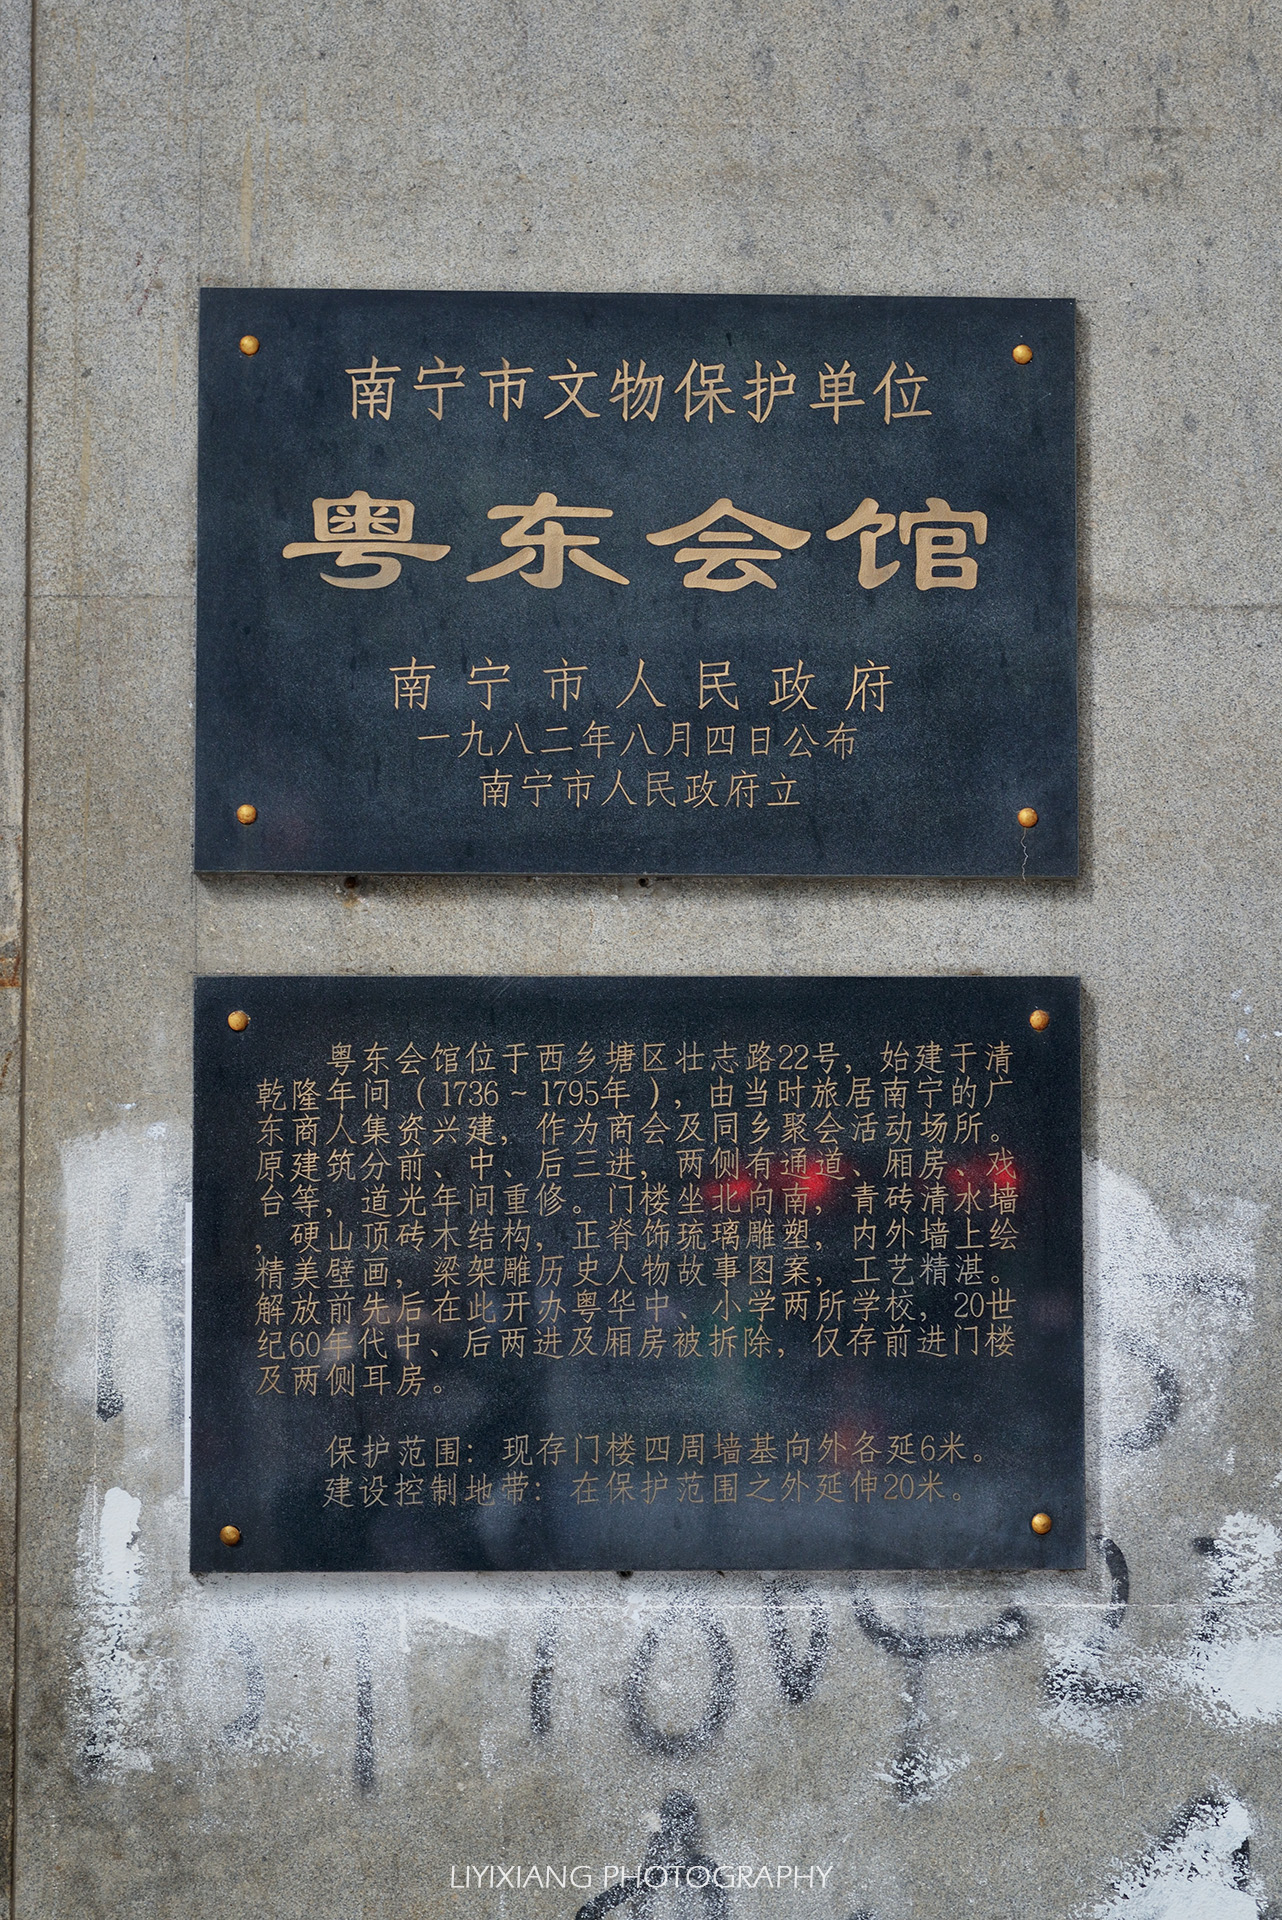 南宁市文物保护单位
粤东会馆
南宁市人民政府
一九八二年八月四日公布
南宁市人民政府立
粤东会馆位于西乡塘区壮志路22号，始建于清
乾隆年间（1736~1795年），由当时旅居南宁的广
东商人集资兴建，作为商会及同乡聚会活动场所。
原建筑分前、中、后三进，两侧有通道、厢房、戏
台等，道光年间重修。门楼坐北向南，青砖清水墙
，硬山顶砖木结构，正脊饰琉璃雕塑，内外墙上绘
精美壁画，梁架雕历史人物故事图案，工艺精湛。
解放前先后在此开办粤华中、小学两所学校，20世
纪60年代中、后两进及厢房被拆除，仅存前进门楼
及两侧耳房。
保护范围：现存门楼四周墙基向外各延6米。
建设控制地带：在保护范围之外延伸20米。
LIYIXIANG PHOTOGRAPHY